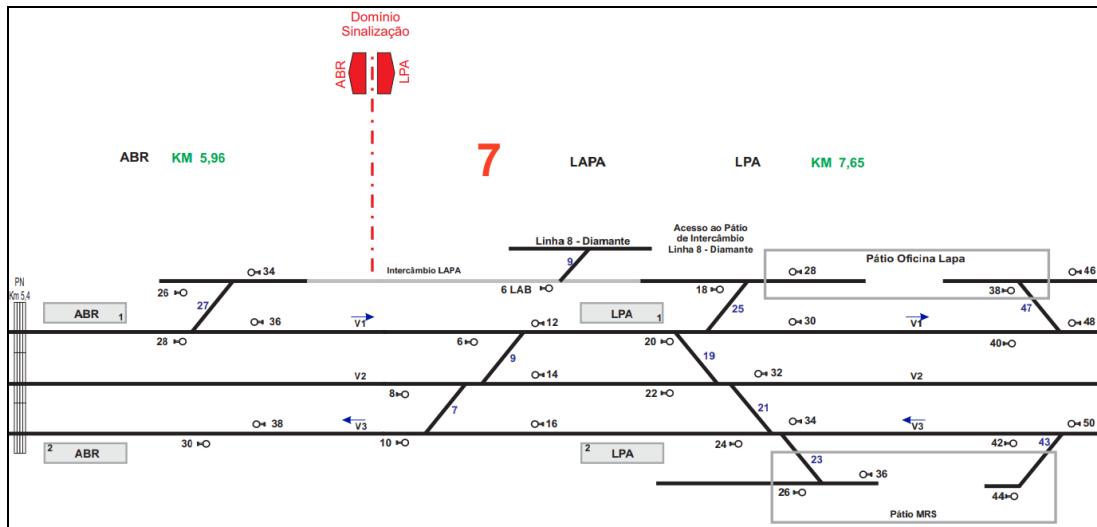 Domínio
Sinalização
ABR
LPA
ABR KM 5,96
7
LAPA
LPA KM 7,65
Linha 8 - Diamante
Acesso ao Pátio
de Intercâmbio
Linha 8 - Diamante
Pátio Oficina Lapa
34
Intercâmbio LAPA
9
28
46
26
6 LAB
18
38
PN
Km 5,4
27
25
47
ABR 1
36
V1
12
LPA 1
30
V1
48
28
6
20
40
9
19
V2
14
32
V2
8
22
7
21
38
V3
16
34
V3
50
30
10
24
42
43
2 ABR
2 LPA
23
36
26
44
Pátio MRS